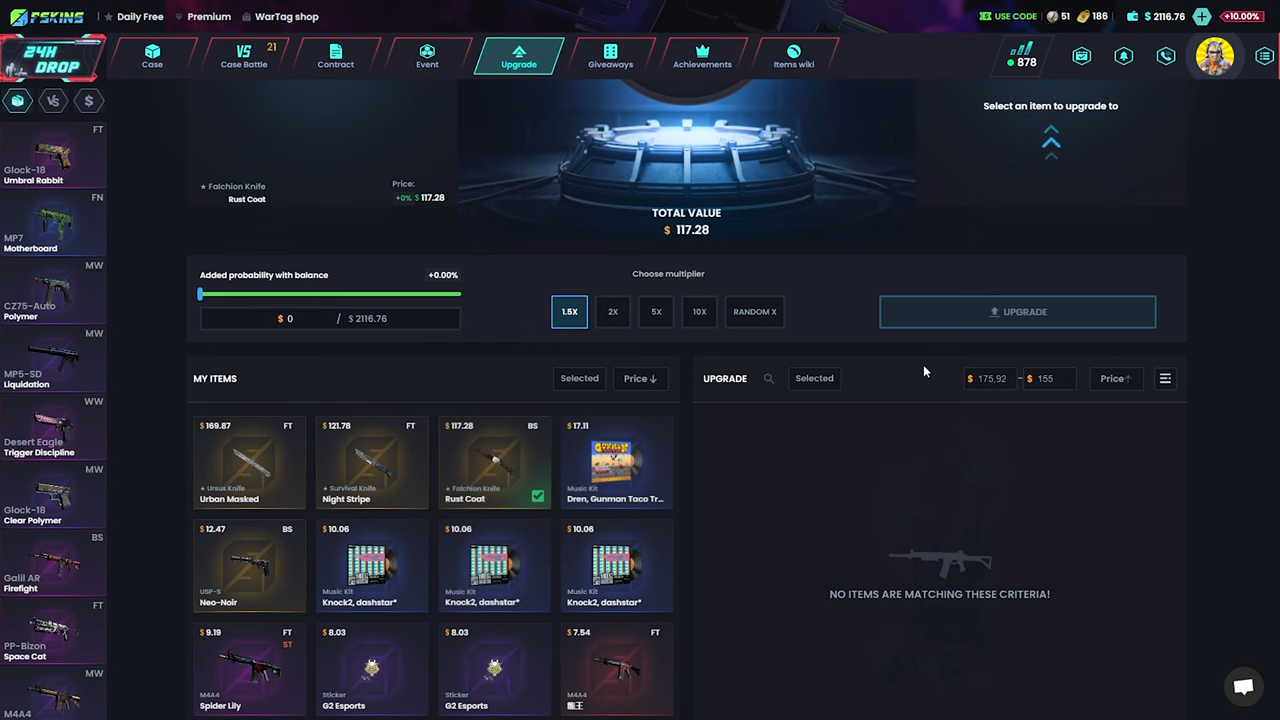 FSKINS
Daily Free
Premium
WarTag shop
USE CODE
51
186
$ 2116.76
+10.00%
24H
DROP
Case
VS
21
Case Battle
Contract
Event
Upgrade
Giveaways
Achievements
Items wiki
878
VS
$
FT
Glock-18
Umbral Rabbit
FN
MP7
Motherboard
MW
CZ75-Auto
Polymer
MW
MP5-SD
Liquidation
WW
Desert Eagle
Trigger Discipline
MW
Glock-18
Clear Polymer
BS
Galil AR
Firefight
FT
PP-Bizon
Space Cat
MW
M4A4
★ Falchion Knife
Rust Coat
Price:
+0% $ 117.28
TOTAL VALUE
$ 117.28
Select an item to upgrade to
Added probability with balance
+0.00%
$ 0 / $ 2116.76
Choose multiplier
1.5X
2X
5X
10X
RANDOM X
UPGRADE
MY ITEMS
Selected
Price↓
UPGRADE
Selected
$ 175,92 - $ 155
Price↑
$ 169.87 FT
★ Ursus Knife
Urban Masked
$ 121.78 FT
★ Survival Knife
Night Stripe
$ 117.28 BS
★ Falchion Knife
Rust Coat
$ 17.11
Music Kit
Dren, Gunman Taco Tr...
$ 12.47 BS
USP-S
Neo-Noir
$ 10.06
Music Kit
Knock2, dashstar*
$ 10.06
Music Kit
Knock2, dashstar*
$ 10.06
Music Kit
Knock2, dashstar*
$ 9.19 FT
ST
M4A4
Spider Lily
$ 8.03
Sticker
G2 Esports
$ 8.03
Sticker
G2 Esports
$ 7.54 FT
M4A4
龍王
NO ITEMS ARE MATCHING THESE CRITERIA!